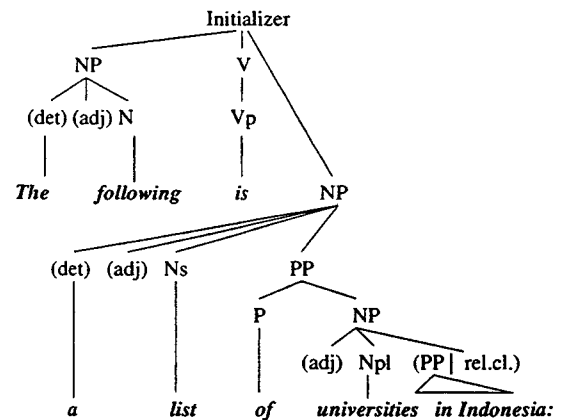 Initializer
NP V
(det) (adj) N Vp
The following is NP
(det) (adj) Ns PP
P NP
(adj) Npl (PP | rel.cl.)
a list of universities in Indonesia: